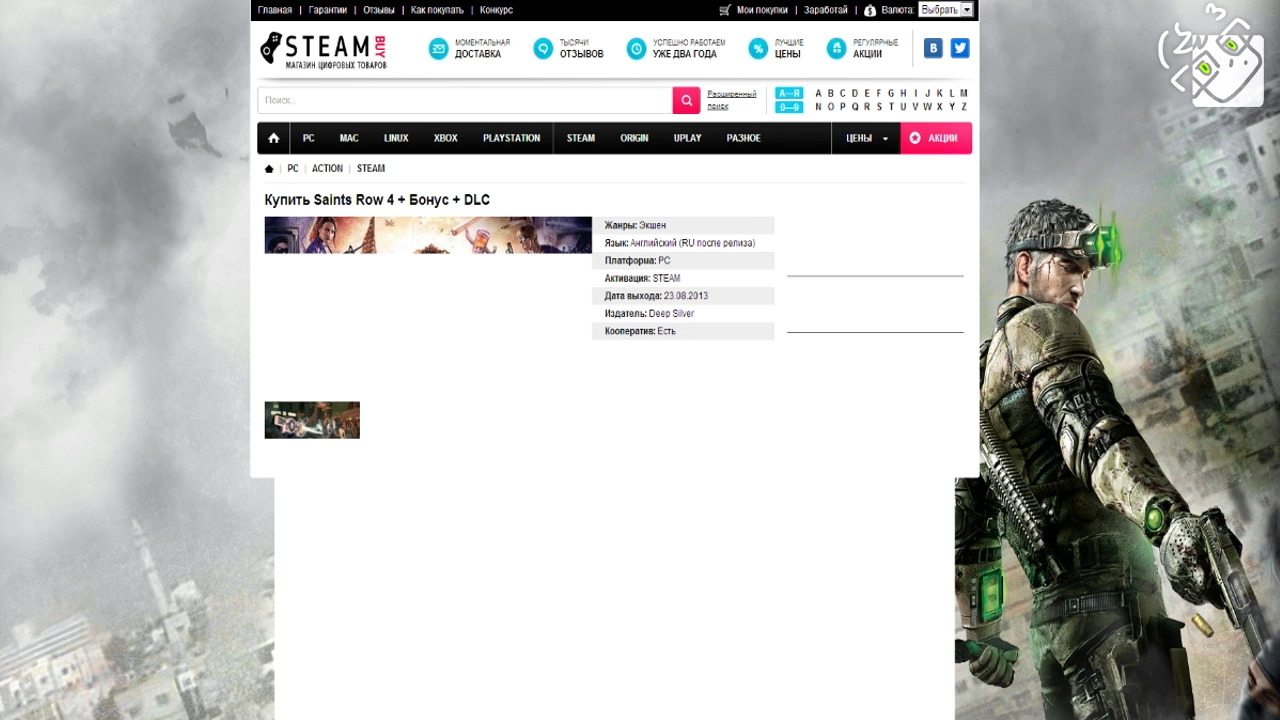 Главная | Гарантии | Отзывы | Как покупать | Конкурс
Мои покупки | Заработай | Валюта: Выбрать
STEAM BUY
МАГАЗИН ЦИФРОВЫХ ТОВАРОВ
МОМЕНТАЛЬНАЯ
ДОСТАВКА
ТЫСЯЧИ
ОТЗЫВОВ
УСПЕШНО РАБОТАЕМ
УЖЕ ДВА ГОДА
ЛУЧШИЕ
ЦЕНЫ
РЕГУЛЯРНЫЕ
АКЦИИ
B
Поиск...
Расширенный
поиск
А—Я
0—9
A B C D E F G H I J K L M
N O P Q R S T U V W X Y Z
PC MAC LINUX XBOX PLAYSTATION STEAM ORIGIN UPLAY РАЗНОЕ ЦЕНЫ АКЦИИ
| PC | ACTION | STEAM
Купить Saints Row 4 + Бонус + DLC
Жанры: Экшен
Язык: Английский (RU после релиза)
Платформа: PC
Активация: STEAM
Дата выхода: 23.08.2013
Издатель: Deep Silver
Кооператив: Есть